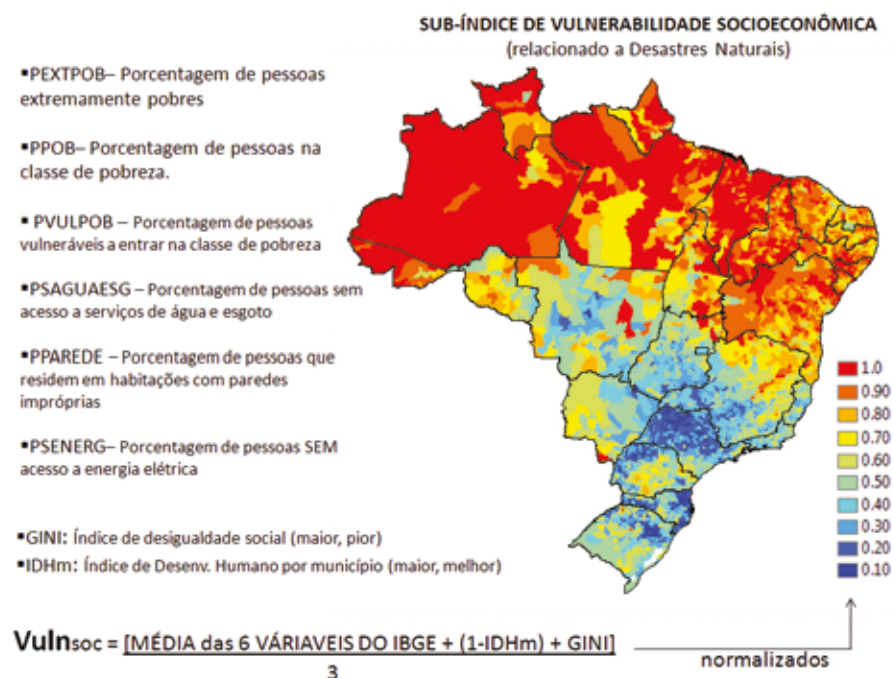 SUB-ÍNDICE DE VULNERABILIDADE SOCIOECONÔMICA
(relacionado a Desastres Naturais)
▪PEXTPOB– Porcentagem de pessoas
extremamente pobres
▪PPOB– Porcentagem de pessoas na
classe de pobreza.
▪ PVULPOB – Porcentagem de pessoas
vulneráveis a entrar na classe de pobreza
▪PSAGUAESG – Porcentagem de pessoas sem
acesso a serviços de água e esgoto
▪PPAREDE – Porcentagem de pessoas que
residem em habitações com paredes
impróprias
▪PSENERG– Porcentagem de pessoas SEM
acesso a energia elétrica
▪GINI: Índice de desigualdade social (maior, pior)
▪IDHm: Índice de Desenv. Humano por município (maior, melhor)
1.0
0.90
0.80
0.70
0.60
0.50
0.40
0.30
0.20
0.10
Vulnsoc = [MÉDIA das 6 VÁRIAVEIS DO IBGE + (1-IDHm) + GINI]
3
normalizados